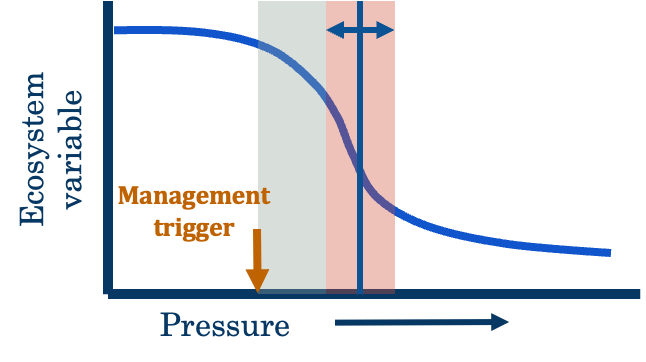 Ecosystem
variable
Management
trigger
Pressure